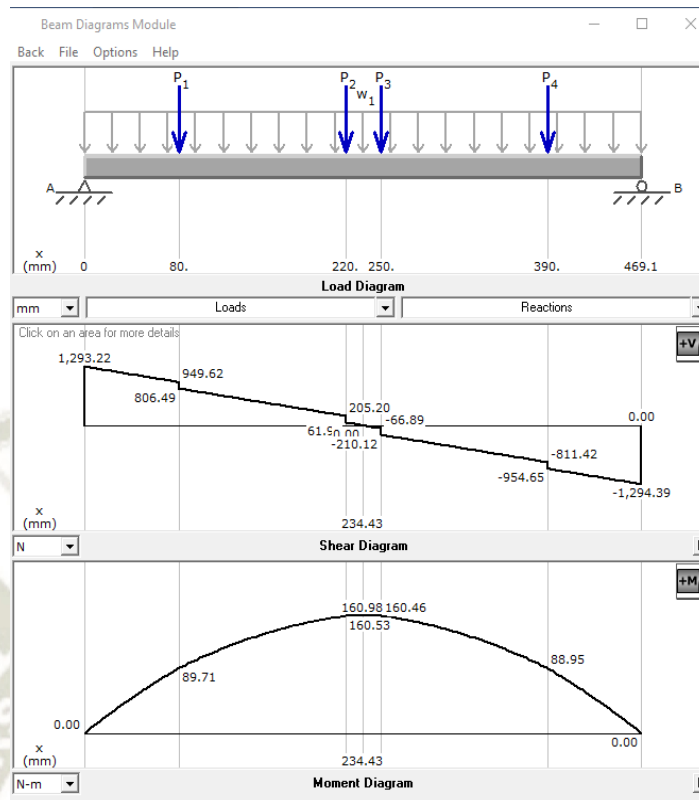 Beam Diagrams Module
Back File Options Help
P1 P2 P3 P4
w1
A B
x
(mm) 0 80. 220. 250. 390. 469.1
Load Diagram
mm Loads Reactions
Click on an area for more details
+V
1,293.22 949.62
806.49 205.20 -66.89 0.00
-210.12 -811.42
-954.65 -1,294.39
x
(mm) 234.43
N Shear Diagram
+M
160.98 160.46
160.53
89.71 88.95
0.00 0.00
x
(mm) 234.43
N-m Moment Diagram